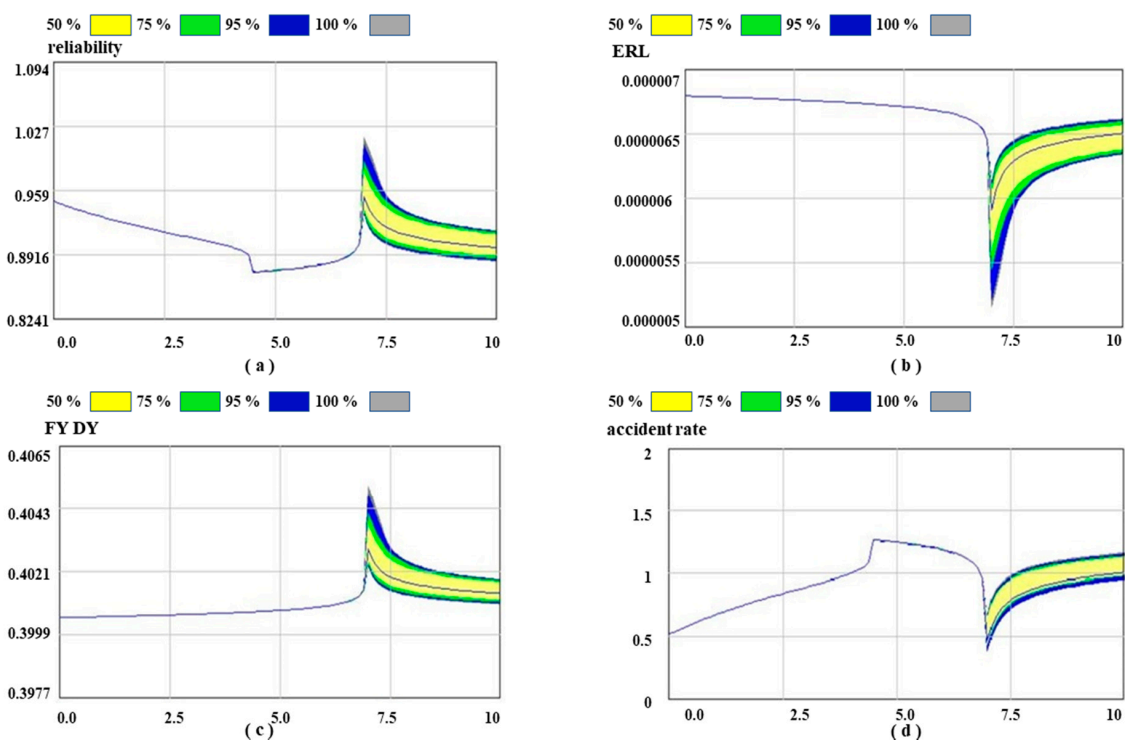 50 % 75 % 95 % 100 %
reliability
1.094
1.027
0.959
0.8916
0.8241
0.0 2.5 5.0 7.5 10
( a )
50 % 75 % 95 % 100 %
ERL
0.000007
0.0000065
0.000006
0.0000055
0.000005
0.0 2.5 5.0 7.5 10
( b )
50 % 75 % 95 % 100 %
FY DY
0.4065
0.4043
0.4021
0.3999
0.3977
0.0 2.5 5.0 7.5 10
( c )
50 % 75 % 95 % 100 %
accident rate
2
1.5
1
0.5
0
0.0 2.5 5.0 7.5 10
( d )